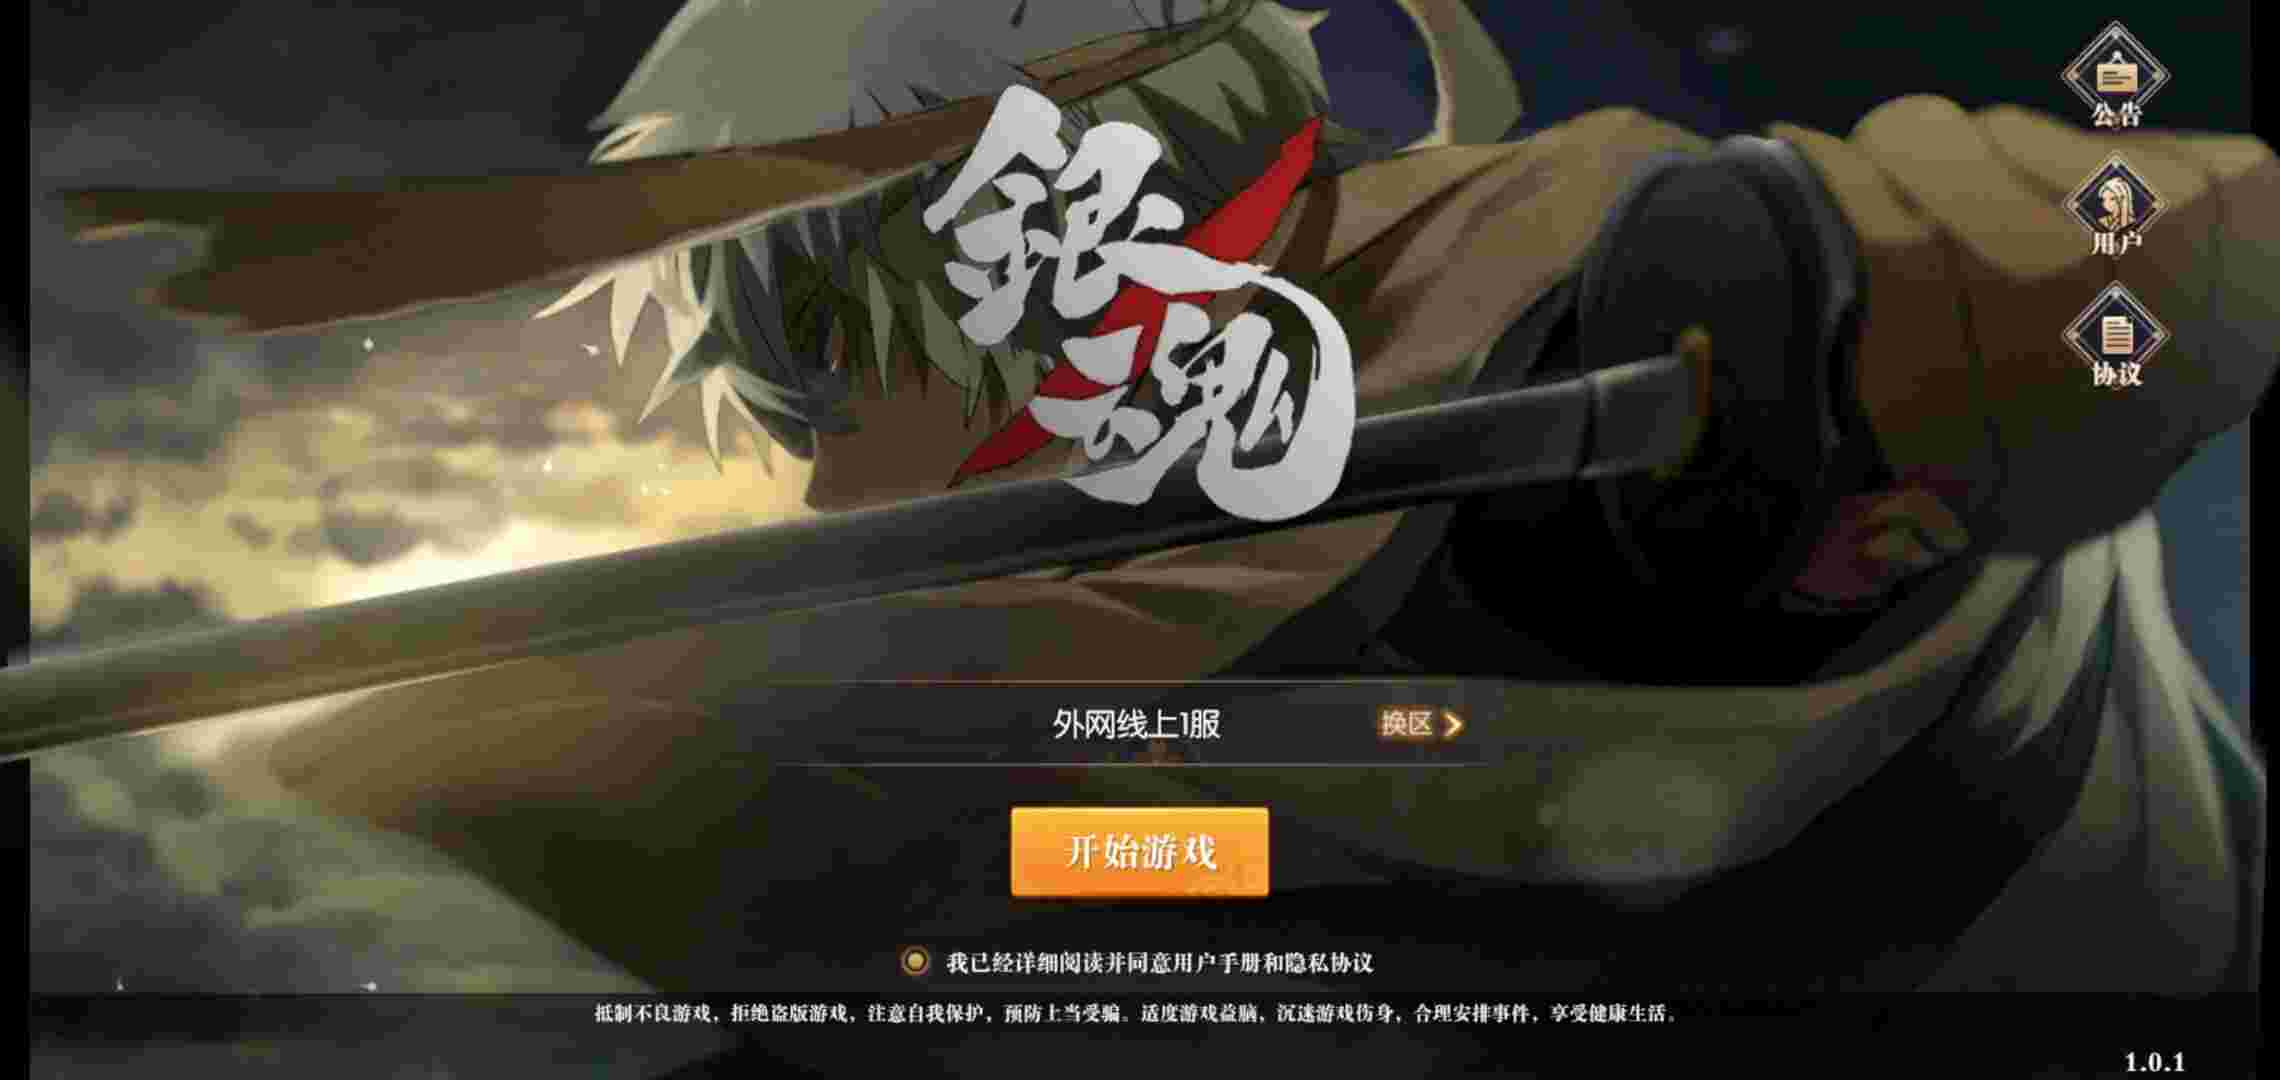 銀魂
公告
用户
协议
外网线上1服
换区
开始游戏
我已经详细阅读并同意用户手册和隐私协议
抵制不良游戏，拒绝盗版游戏，注意自我保护，预防上当受骗。适度游戏益脑，沉迷游戏伤身，合理安排事件，享受健康生活。
1.0.1